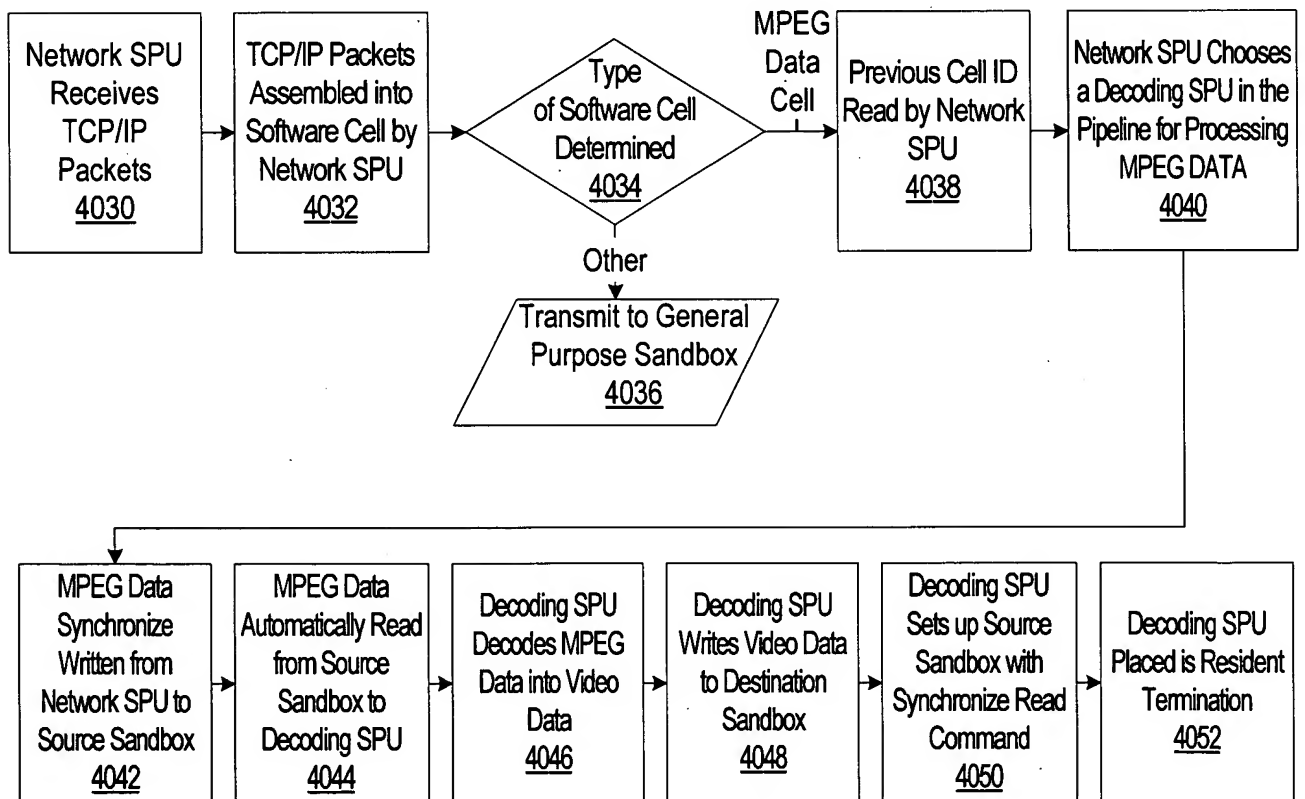 Network SPU
Receives
TCP/IP
Packets
4030
TCP/IP Packets
Assembled into
Software Cell by
Network SPU
4032
Type
of Software Cell
Determined
4034
MPEG
Data
Cell
Previous Cell ID
Read by Network
SPU
4038
Network SPU Chooses
a Decoding SPU in the
Pipeline for Processing
MPEG DATA
4040
Other
Transmit to General
Purpose Sandbox
4036
MPEG Data
Synchronize
Written from
Network SPU to
Source Sandbox
4042
MPEG Data
Automatically Read
from Source
Sandbox to
Decoding SPU
4044
Decoding SPU
Decodes MPEG
Data into Video
Data
4046
Decoding SPU
Writes Video Data
to Destination
Sandbox
4048
Decoding SPU
Sets up Source
Sandbox with
Synchronize Read
Command
4050
Decoding SPU
Placed is Resident
Termination
4052